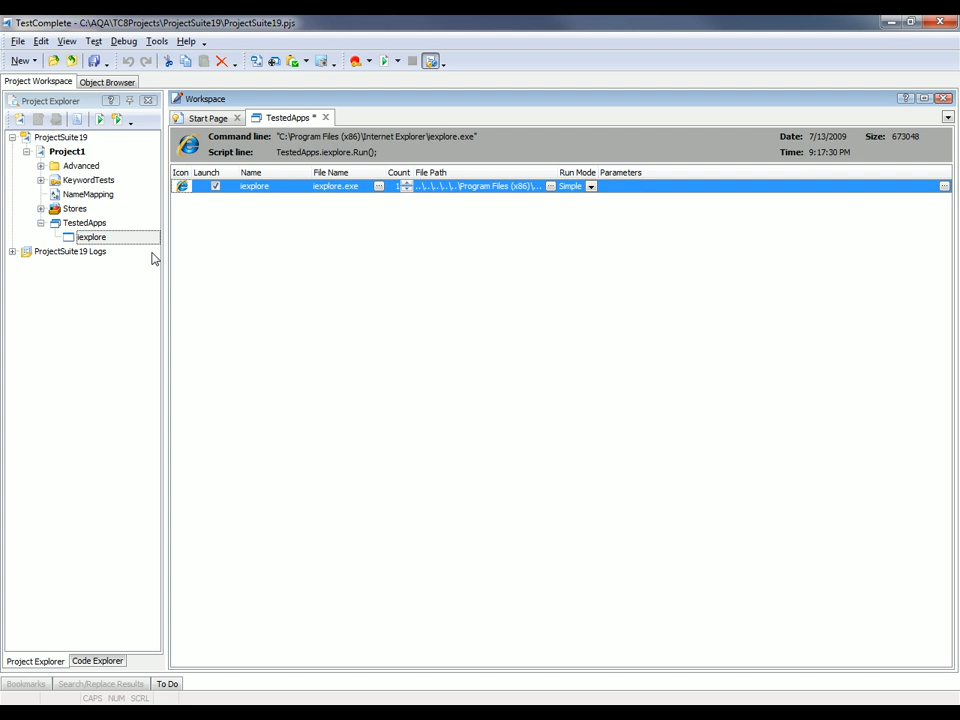 TestComplete - C:\AQA\TC8Projects\ProjectSuite19\ProjectSuite19.pjs
File Edit View Test Debug Tools Help
New
Project Workspace Object Browser
Project Explorer
Workspace
Start Page TestedApps *
ProjectSuite19
Project1
Advanced
KeywordTests
NameMapping
Stores
TestedApps
iexplore
ProjectSuite19 Logs
Command line: "C:\Program Files (x86)\Internet Explorer\iexplore.exe" Date: 7/13/2009 Size: 673048
Script line: TestedApps.iexplore.Run(); Time: 9:17:30 PM
Icon Launch Name File Name Count File Path Run Mode Parameters
iexplore iexplore.exe 1 ..\..\..\..\Program Files (x86)\... Simple
Project Explorer Code Explorer
Bookmarks Search/Replace Results To Do
CAPS NUM SCRL